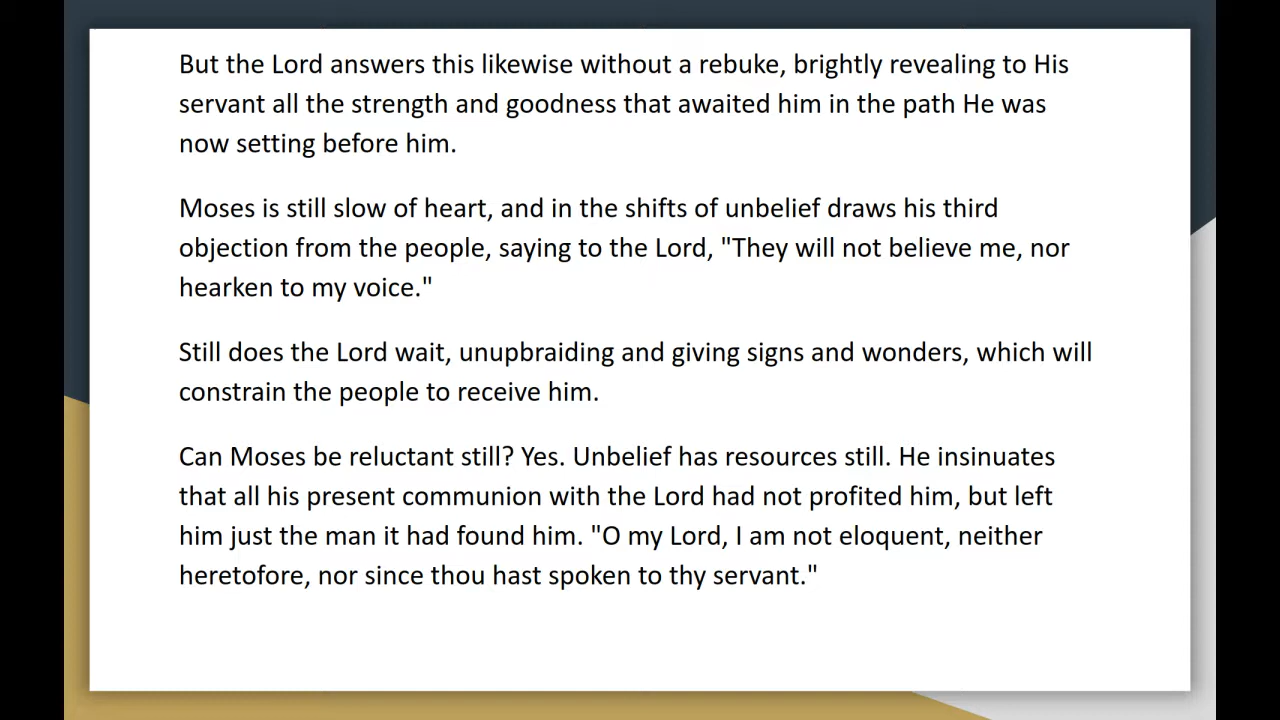 But the Lord answers this likewise without a rebuke, brightly revealing to His
servant all the strength and goodness that awaited him in the path He was
now setting before him.
Moses is still slow of heart, and in the shifts of unbelief draws his third
objection from the people, saying to the Lord, "They will not believe me, nor
hearken to my voice."
Still does the Lord wait, unupbraiding and giving signs and wonders, which will
constrain the people to receive him.
Can Moses be reluctant still? Yes. Unbelief has resources still. He insinuates
that all his present communion with the Lord had not profited him, but left
him just the man it had found him. "O my Lord, I am not eloquent, neither
heretofore, nor since thou hast spoken to thy servant."